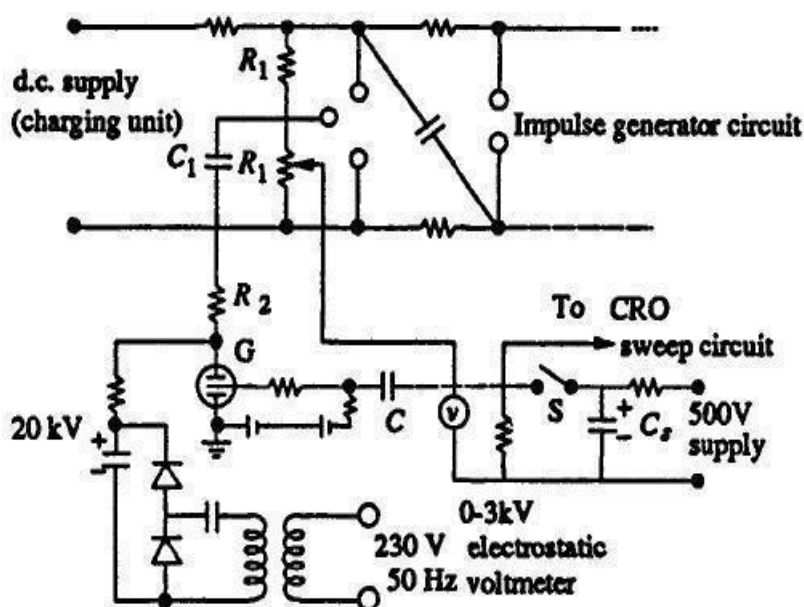 R1
d.c. supply
(charging unit)
C1
R1
Impulse generator circuit
R2
To CRO
sweep circuit
G
20 kV
+
-
C
v
S
+
-
Cs
500V
supply
0-3kV
230 V electrostatic
50 Hz voltmeter